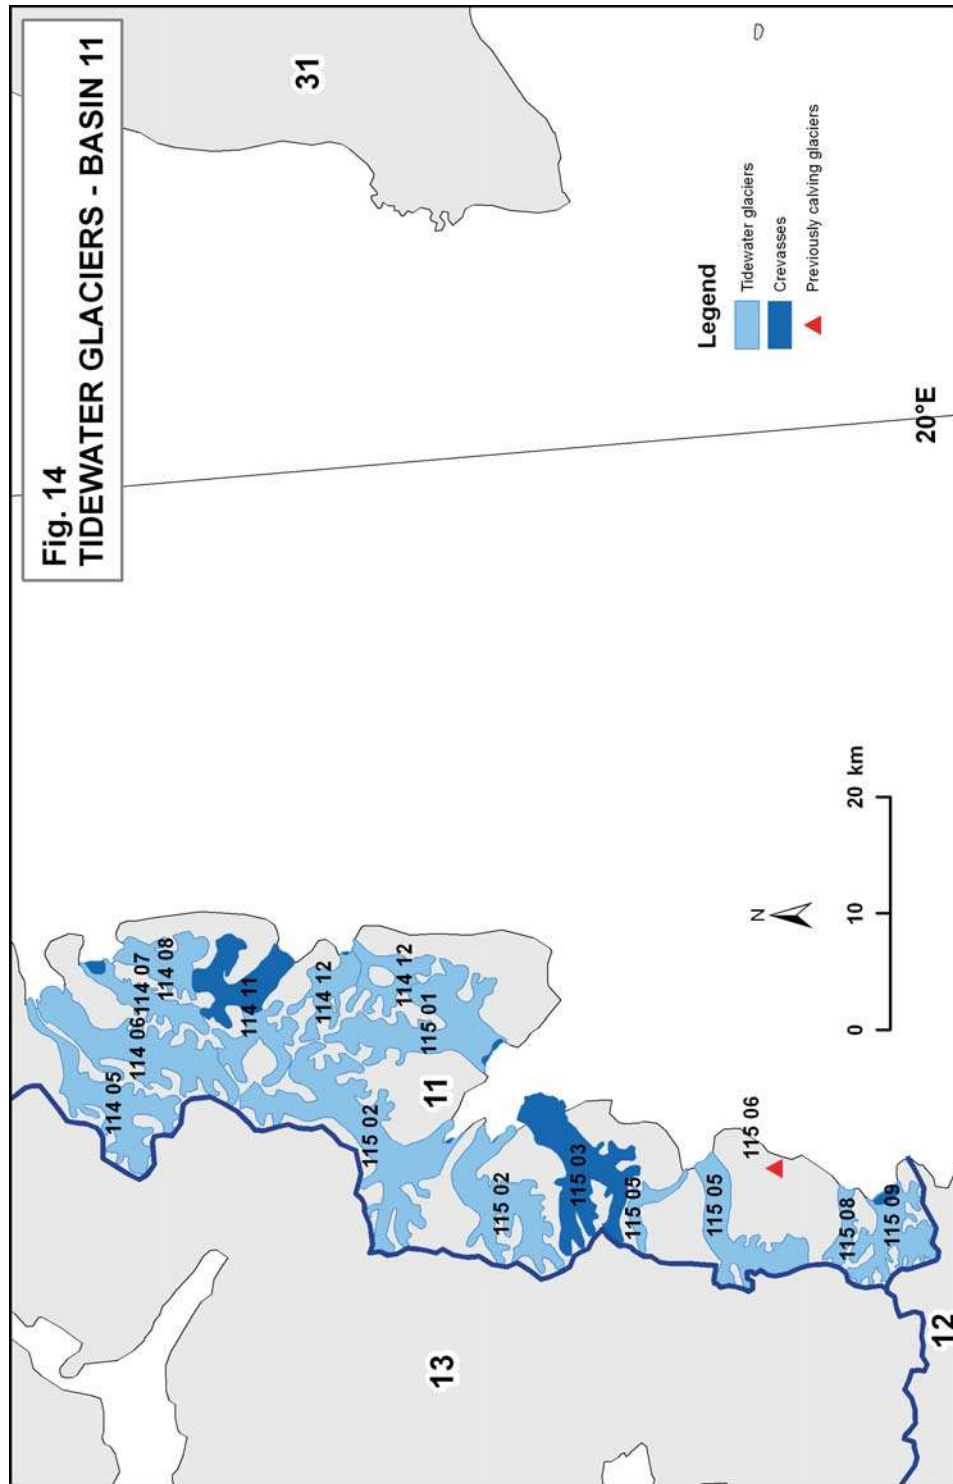 Fig. 14
TIDEWATER GLACIERS - BASIN 11
31
Legend
Tidewater glaciers
Crevasses
Previously calving glaciers
20°E
N
0 10 20 km
114 05
114 06
114 07
114 08
114 11
114 12
114 12
115 01
115 02
11
115 02
115 03
115 05
115 05
115 06
115 08
115 09
13
12